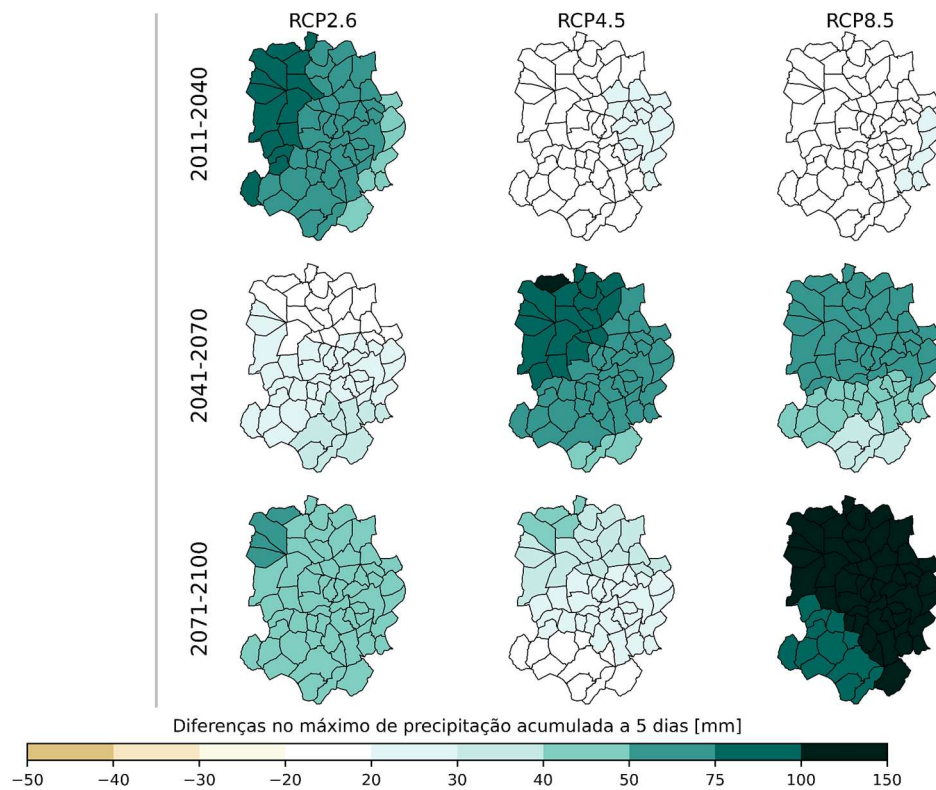 RCP2.6 RCP4.5 RCP8.5
2011-2040
2041-2070
2071-2100
Diferenças no máximo de precipitação acumulada a 5 dias [mm]
−50 −40 −30 −20 20 30 40 50 75 100 150